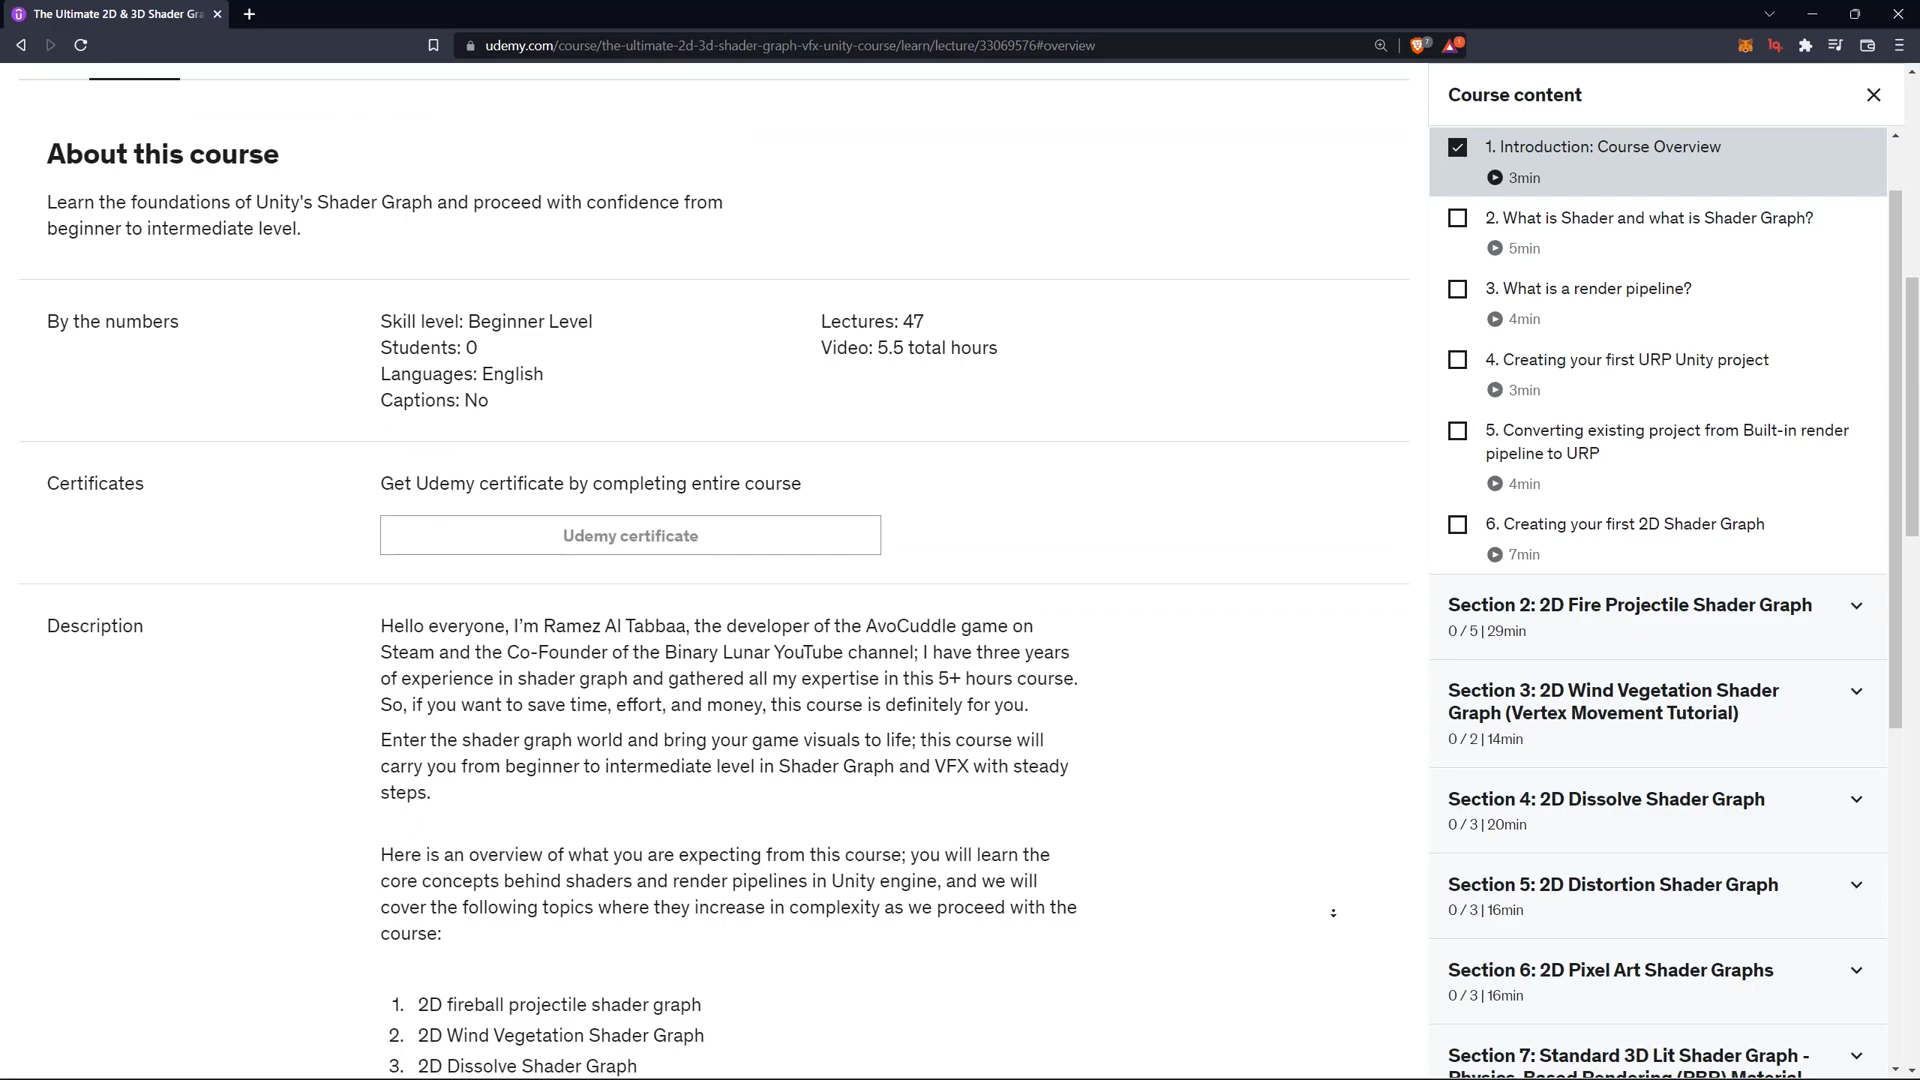 The Ultimate 2D & 3D Shader Gra
udemy.com/course/the-ultimate-2d-3d-shader-graph-vfx-unity-course/learn/lecture/33069576#overview
7
1
About this course
Learn the foundations of Unity's Shader Graph and proceed with confidence from
beginner to intermediate level.
By the numbers
Skill level: Beginner Level
Students: 0
Languages: English
Captions: No
Lectures: 47
Video: 5.5 total hours
Certificates
Get Udemy certificate by completing entire course
Udemy certificate
Description
Hello everyone, I’m Ramez Al Tabbaa, the developer of the AvoCuddle game on
Steam and the Co-Founder of the Binary Lunar YouTube channel; I have three years
of experience in shader graph and gathered all my expertise in this 5+ hours course.
So, if you want to save time, effort, and money, this course is definitely for you.
Enter the shader graph world and bring your game visuals to life; this course will
carry you from beginner to intermediate level in Shader Graph and VFX with steady
steps.
Here is an overview of what you are expecting from this course; you will learn the
core concepts behind shaders and render pipelines in Unity engine, and we will
cover the following topics where they increase in complexity as we proceed with the
course:
1. 2D fireball projectile shader graph
2. 2D Wind Vegetation Shader Graph
3. 2D Dissolve Shader Graph
Course content
1. Introduction: Course Overview
3min
2. What is Shader and what is Shader Graph?
5min
3. What is a render pipeline?
4min
4. Creating your first URP Unity project
3min
5. Converting existing project from Built-in render
pipeline to URP
4min
6. Creating your first 2D Shader Graph
7min
Section 2: 2D Fire Projectile Shader Graph
0 / 5 | 29min
Section 3: 2D Wind Vegetation Shader
Graph (Vertex Movement Tutorial)
0 / 2 | 14min
Section 4: 2D Dissolve Shader Graph
0 / 3 | 20min
Section 5: 2D Distortion Shader Graph
0 / 3 | 16min
Section 6: 2D Pixel Art Shader Graphs
0 / 3 | 16min
Section 7: Standard 3D Lit Shader Graph -
Physics-Based Rendering (PBR) Material